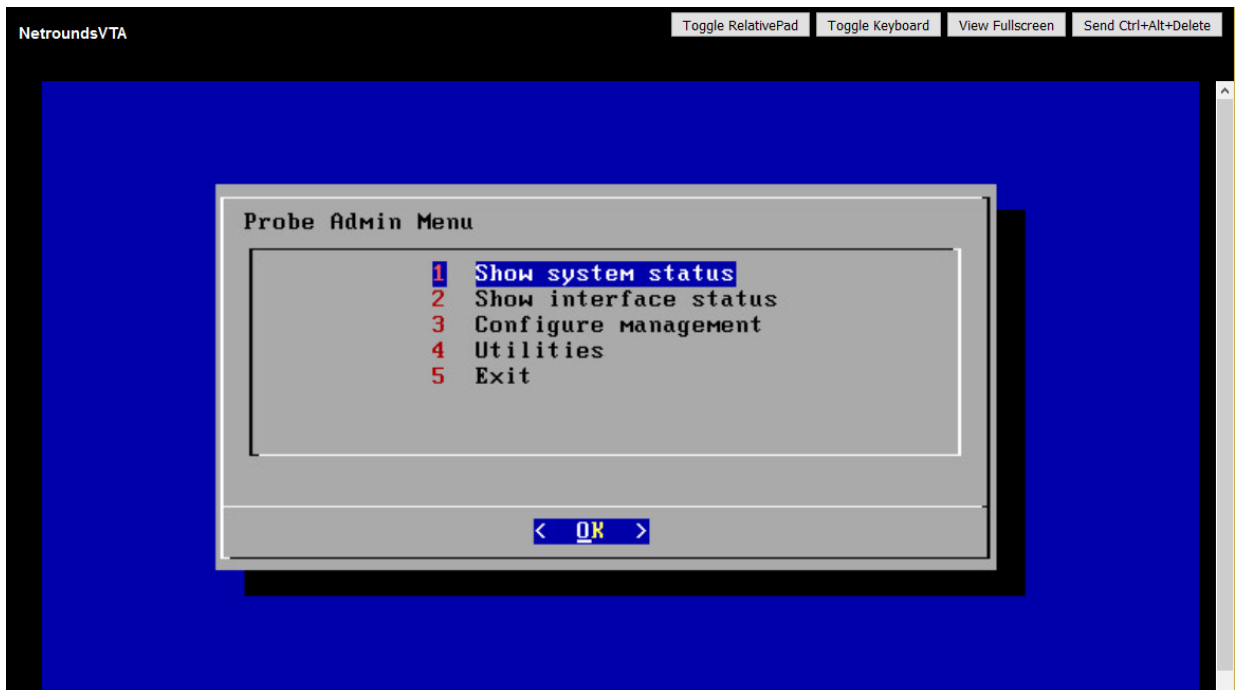 NetroundsVTA
Toggle RelativePad Toggle Keyboard View Fullscreen Send Ctrl+Alt+Delete
Probe Admin Menu
1 Show system status
2 Show interface status
3 Configure management
4 Utilities
5 Exit
< OK >